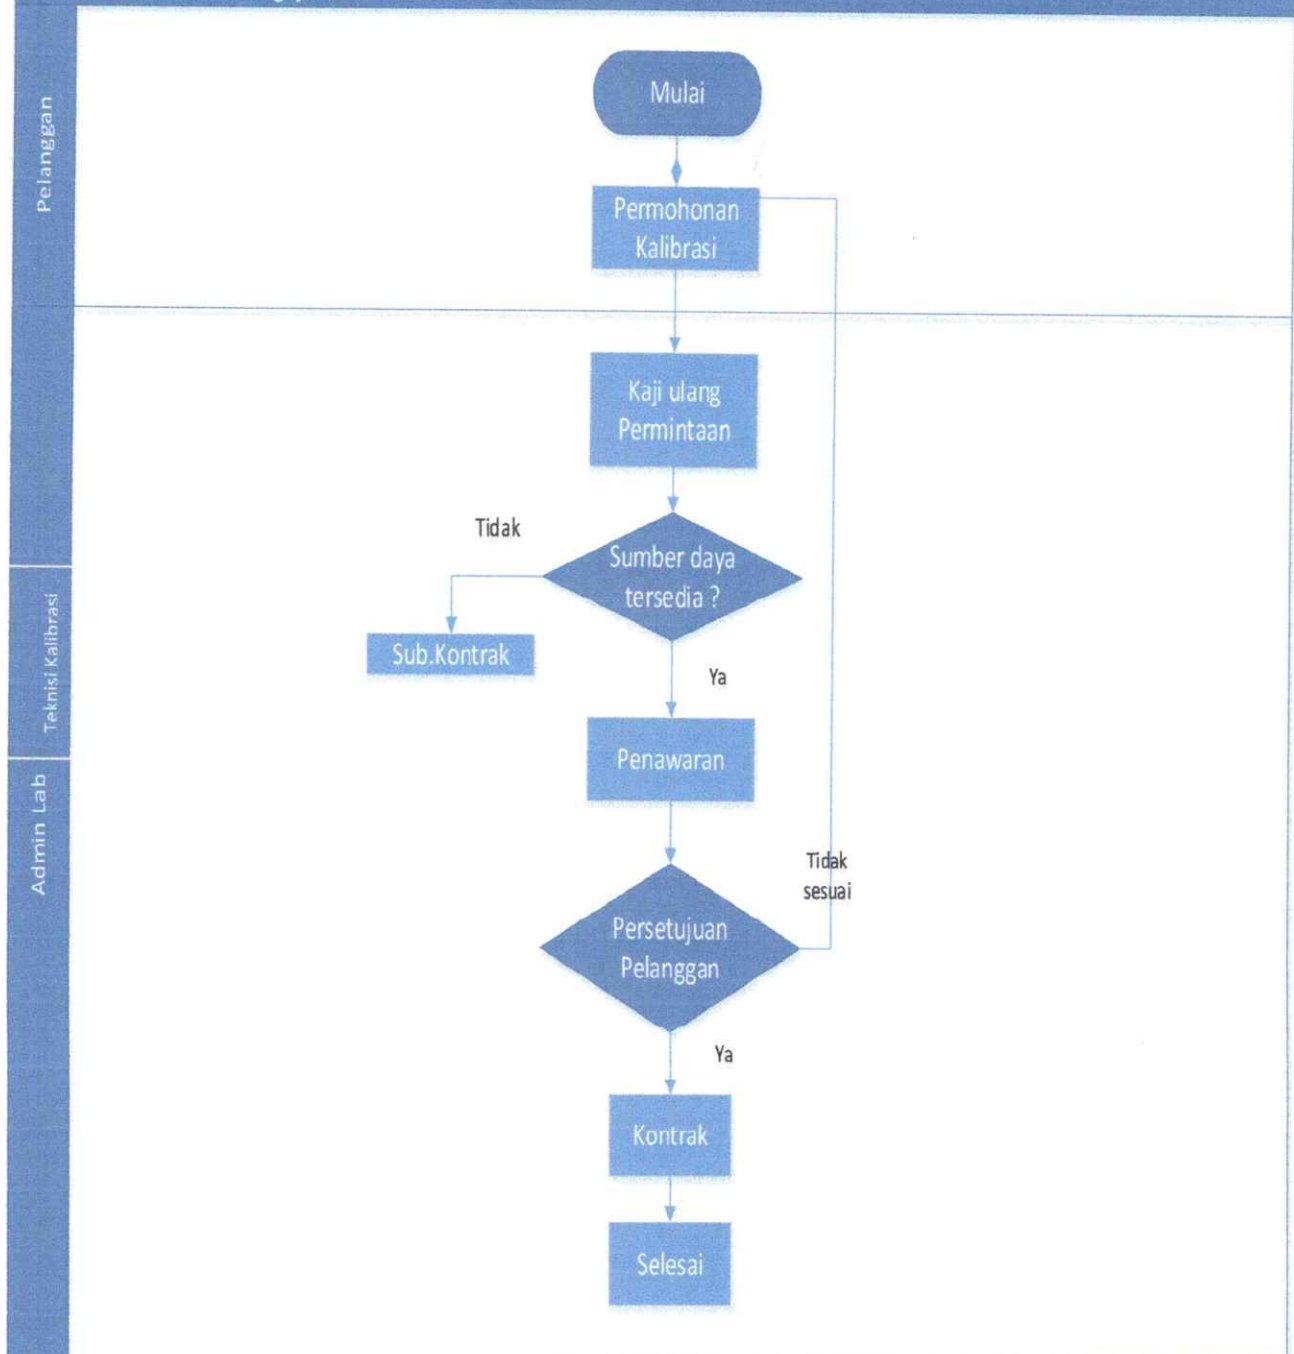 Pelanggan
Mulai
Permohonan
Kalibrasi
Kaji ulang
Permintaan
Tidak
Sumber daya
tersedia ?
Teknisi Kalibrasi
Sub.Kontrak
Ya
Penawaran
Admin Lab
Tidak
sesuai
Persetujuan
Pelanggan
Ya
Kontrak
Selesai